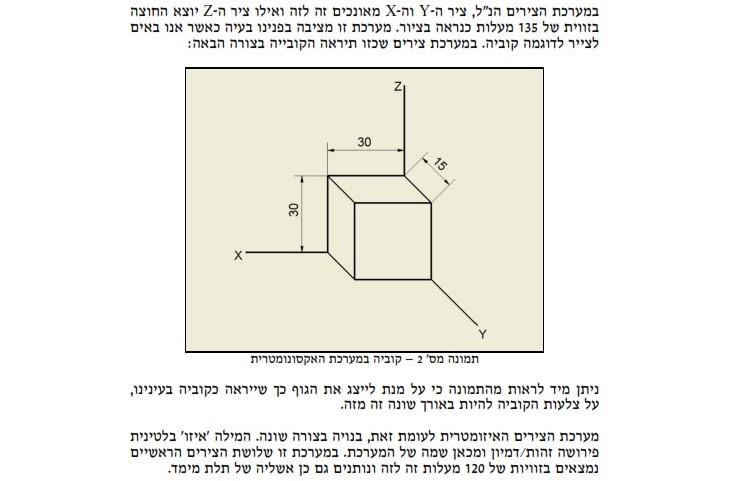 במערכת הצירים הנ"ל, ציר ה-Y וה-X מאונכים זה לזה ואילו ציר ה-Z יוצא החוצה
בזווית של 135 מעלות כנראה בציור. מערכת זו מציבה בפנינו בעיה כאשר אנו באים
לצייר לדוגמה קוביה. במערכת צירים שכזו תיראה הקובייה בצורה הבאה:
Z
30
15
30
X
Y
תמונה מס' 2 – קוביה במערכת האקסונומטרית
ניתן מיד לראות מהתמונה כי על מנת לייצג את הגוף כך שייראה כקוביה בעינינו,
על צלעות הקוביה להיות באורך שונה זה מזה.
מערכת הצירים האיזומטרית לעומת זאת, בנויה בצורה שונה. המילה 'איזו' בלטינית
פירושה זהות/דמיון ומכאן שמה של המערכת. במערכת זו שלושת הצירים הראשיים
נמצאים בזוויות של 120 מעלות זה לזה ונותנים גם כן אשליה של תלת מימד.